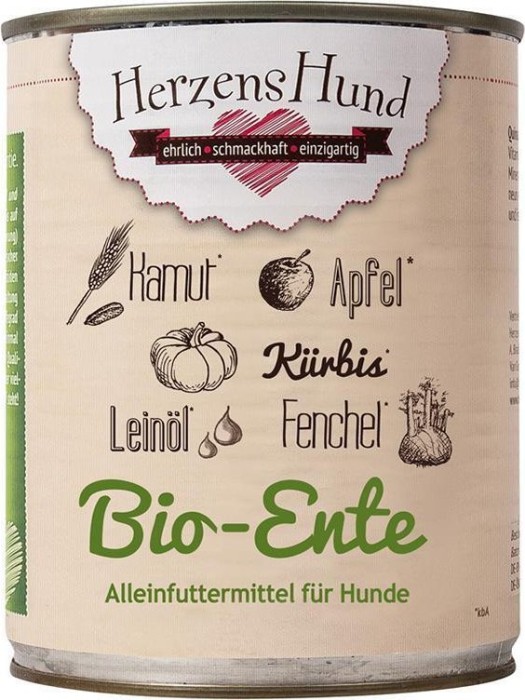 HerzensHund
ehrlich • schmackhaft • einzigartig
Kamut*
Apfel*
Kürbis*
Leinöl*
Fenchel*
Bio-Ente
Alleinfuttermittel für Hunde
*kbA